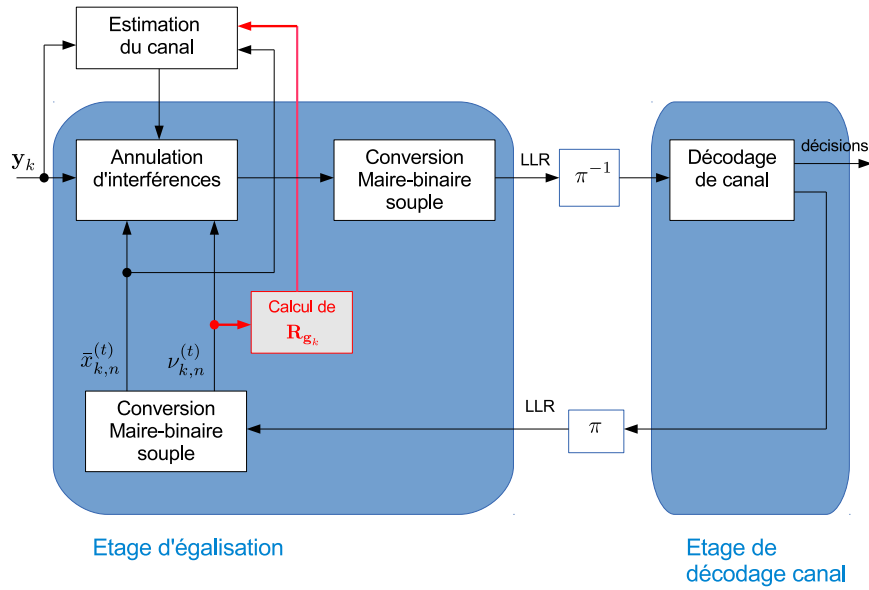 Estimation
du canal
y_k
Annulation
d'interférences
Conversion
Maire-binaire
souple
LLR
π^{-1}
Décodage
de canal
décisions
Calcul de
R_{g_k}
x̄_{k,n}^{(t)}
ν_{k,n}^{(t)}
Conversion
Maire-binaire
souple
LLR
π
Etage d'égalisation
Etage de
décodage canal